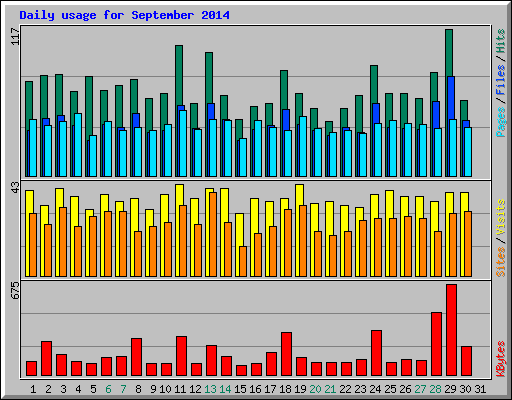 Daily usage for September 2014
117
Pages / Files / Hits
43
Sites / Visits
675
KBytes
1 2 3 4 5 6 7 8 9 10 11 12 13 14 15 16 17 18 19 20 21 22 23 24 25 26 27 28 29 30 31